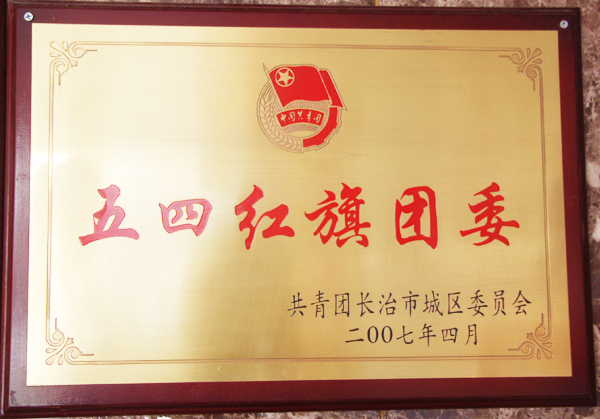 中国共青团
五四红旗团委
共青团长治市城区委员会
二00七年四月